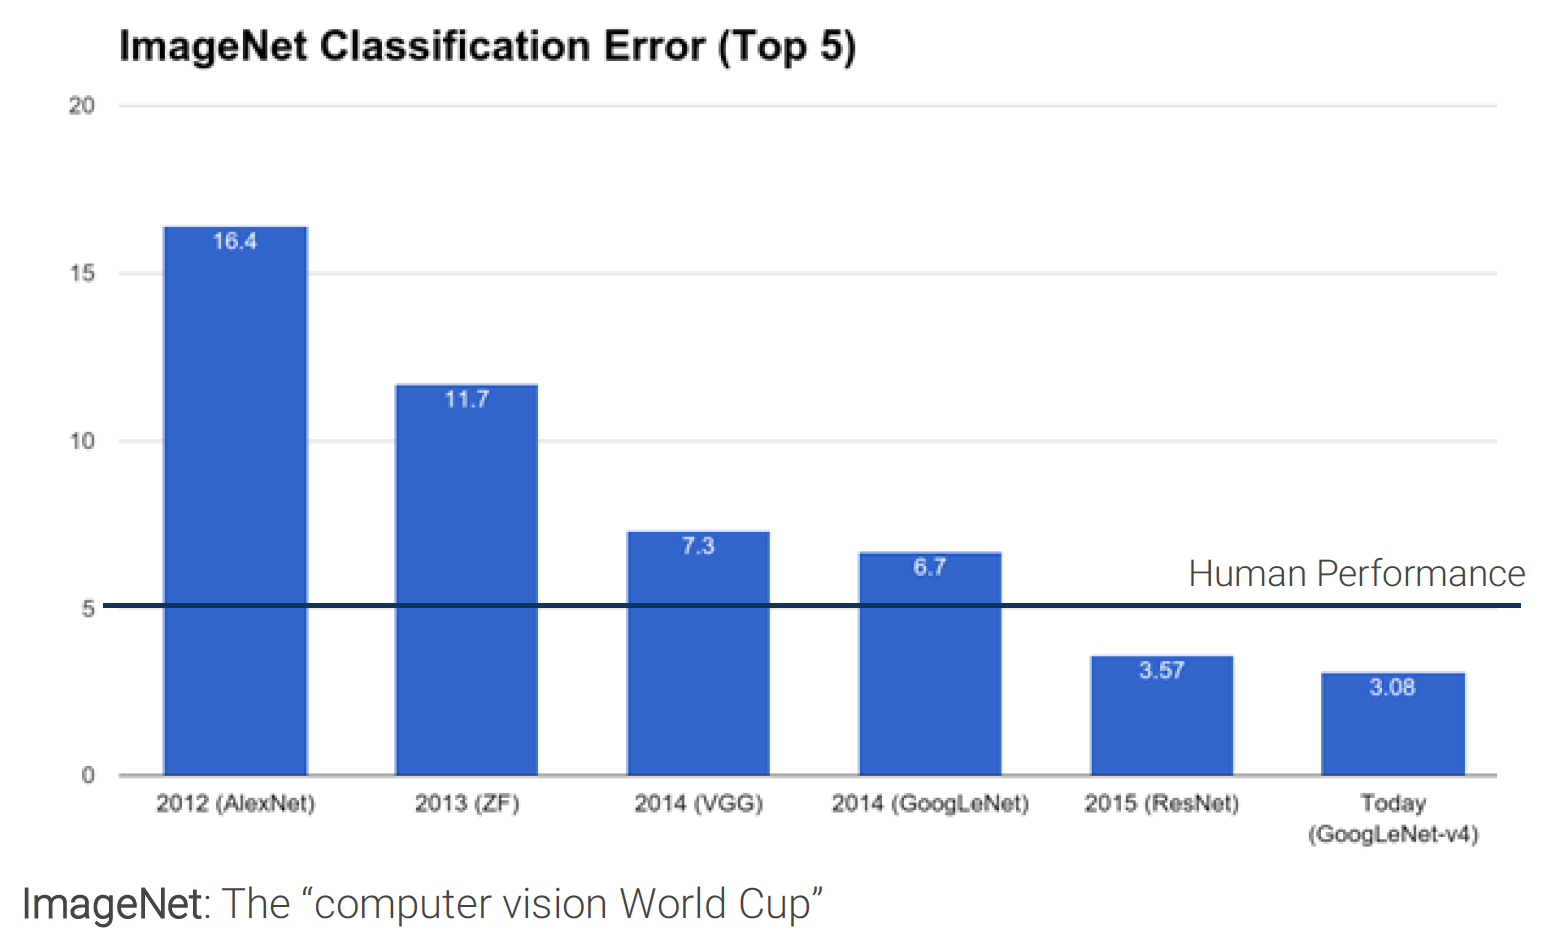 ImageNet Classification Error (Top 5)
20
15
10
5
0
16.4
11.7
7.3
6.7
3.57
3.08
Human Performance
2012 (AlexNet)
2013 (ZF)
2014 (VGG)
2014 (GoogLeNet)
2015 (ResNet)
Today
(GoogLeNet-v4)
ImageNet: The “computer vision World Cup”